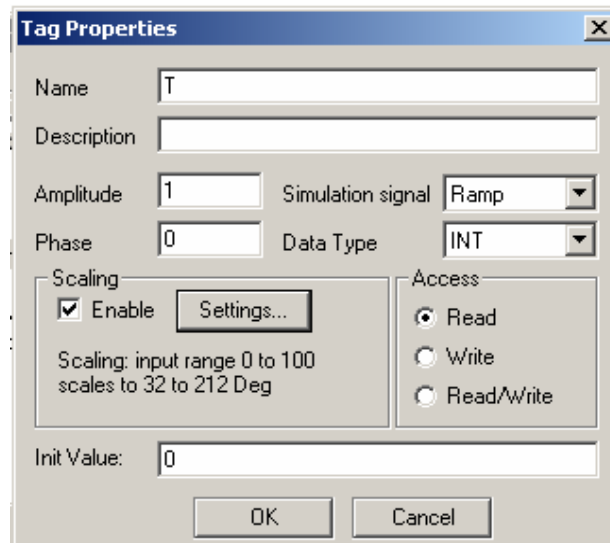 Tag Properties
Name T
Description
Amplitude 1 Simulation signal Ramp
Phase 0 Data Type INT
Scaling Access
Enable Settings... Read
Scaling: input range 0 to 100 Write
scales to 32 to 212 Deg Read/Write
Init Value: 0
OK Cancel